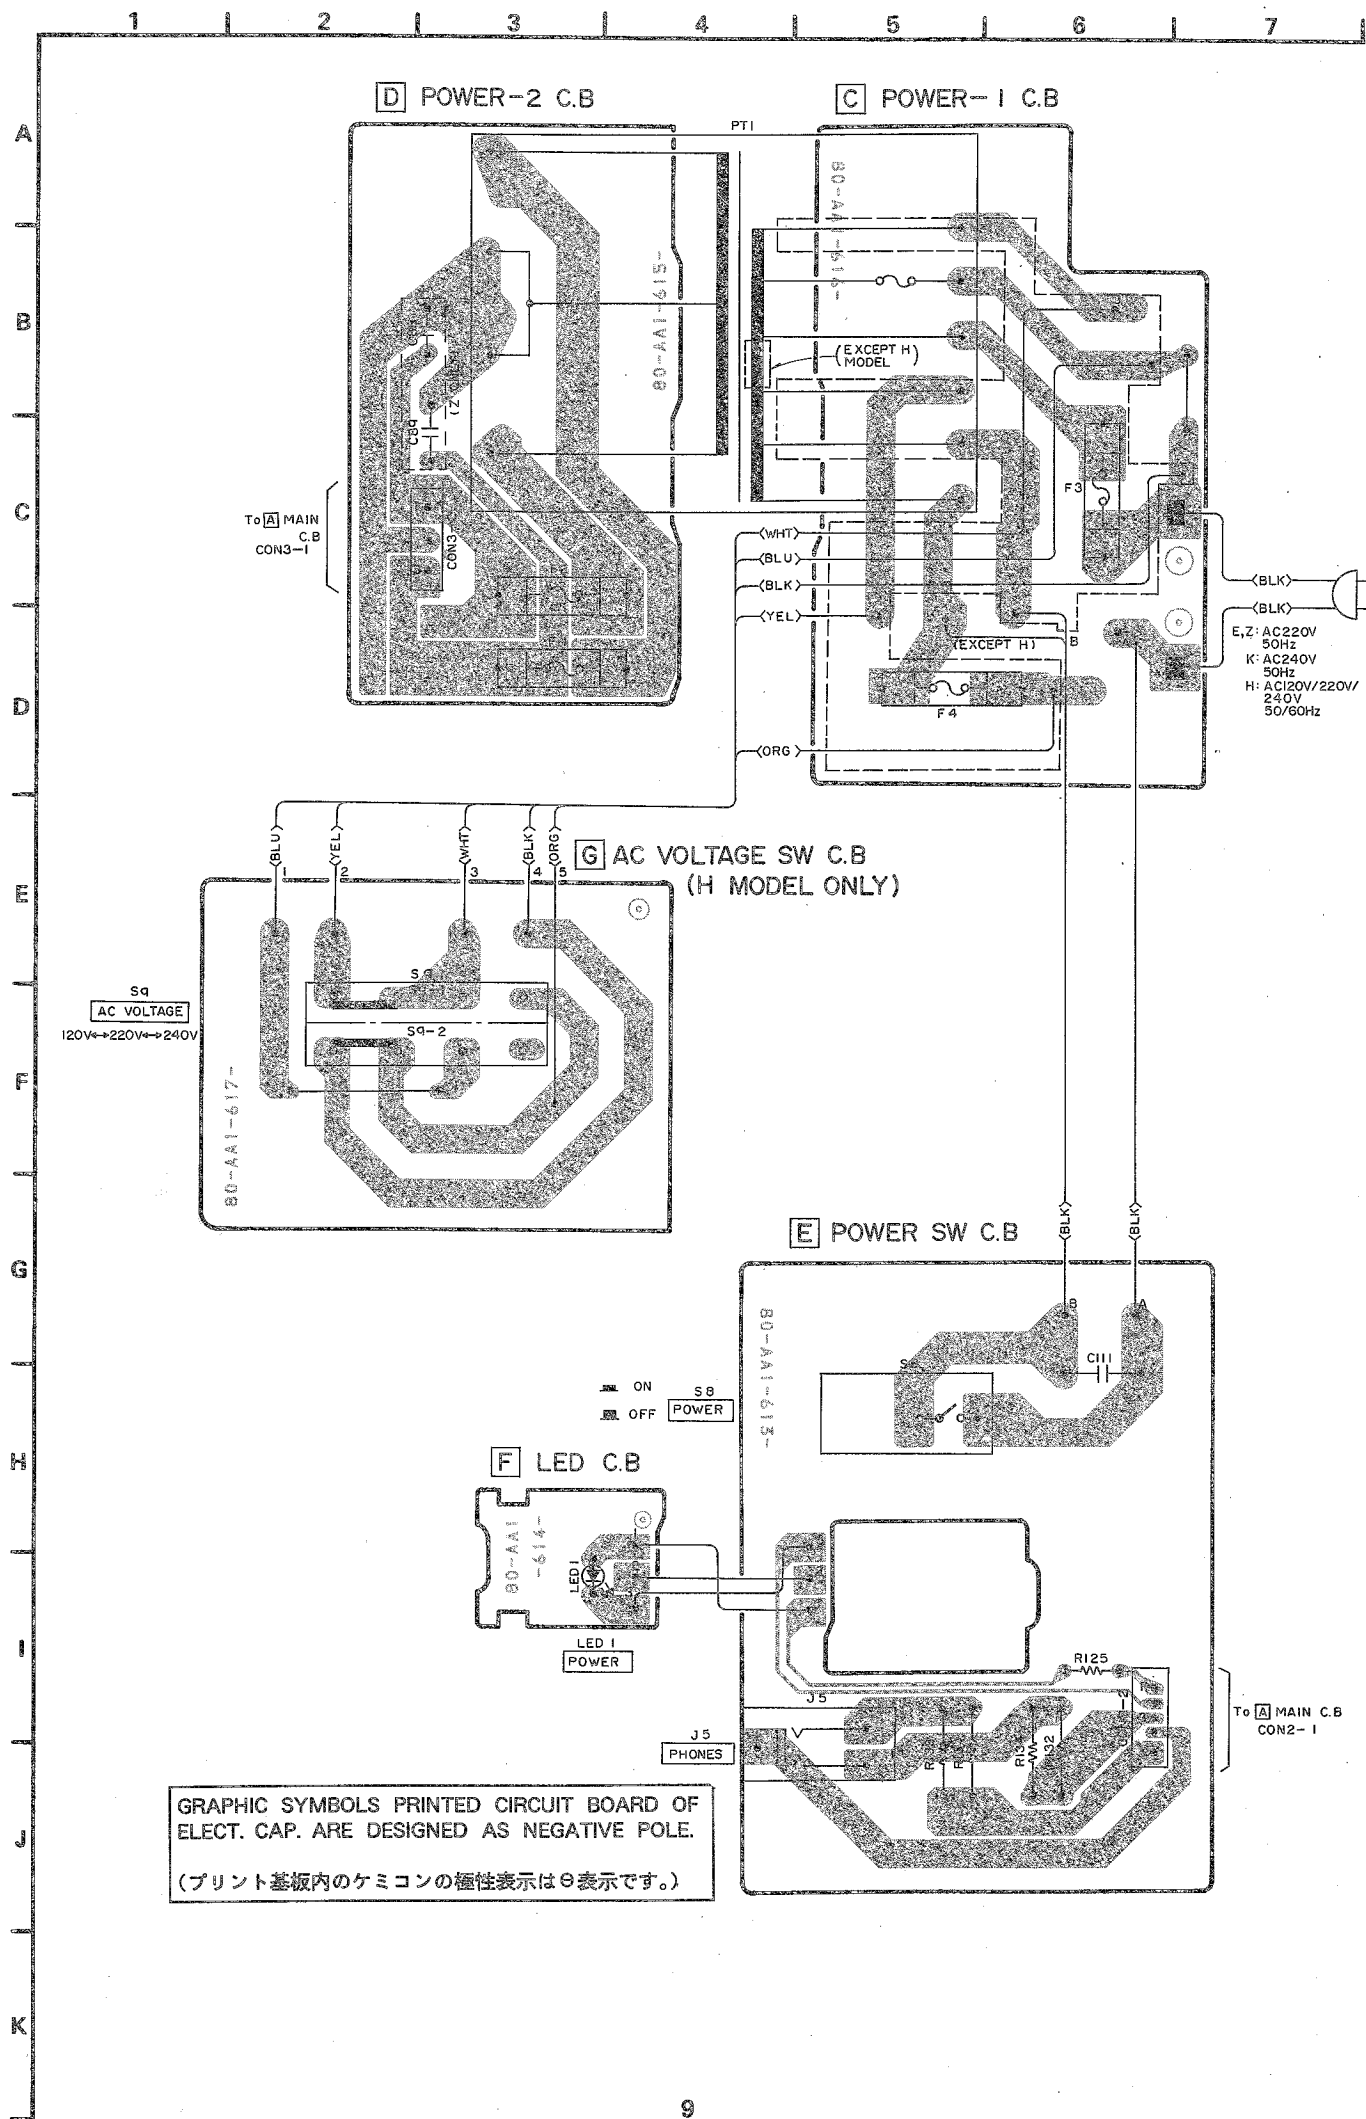 1 2 3 4 5 6 7
A
B
C
D
E
F
G
H
I
J
K
D POWER-2 C.B
C POWER-1 C.B
PT1
80-AA1-615-
80-AA1-616-
(EXCEPT H)
MODEL
C89
CON3
To A MAIN
C.B
CON3-1
F3
<WHT>
<BLU>
<BLK>
<YEL>
<BLK>
<BLK>
E,Z: AC220V
50Hz
K: AC240V
50Hz
H: AC120V/220V/
240V
50/60Hz
(EXCEPT H)
B
F4
<ORG>
<BLU> <YEL> <WHT> <BLK> <ORG>
1 2 3 4 5
G AC VOLTAGE SW C.B
(H MODEL ONLY)
S9
AC VOLTAGE
120V↔220V↔240V
S9-2
80-AA1-617-
<BLK> <BLK>
E POWER SW C.B
B A
80-AA1-613-
C111
ON
OFF
S8
POWER
F LED C.B
80-AA1
-614-
LED1
LED 1
POWER
R125
J5
J5
PHONES
To A MAIN C.B
CON2-1
GRAPHIC SYMBOLS PRINTED CIRCUIT BOARD OF
ELECT. CAP. ARE DESIGNED AS NEGATIVE POLE.
(プリント基板内のケミコンの極性表示は⊖表示です。)
9